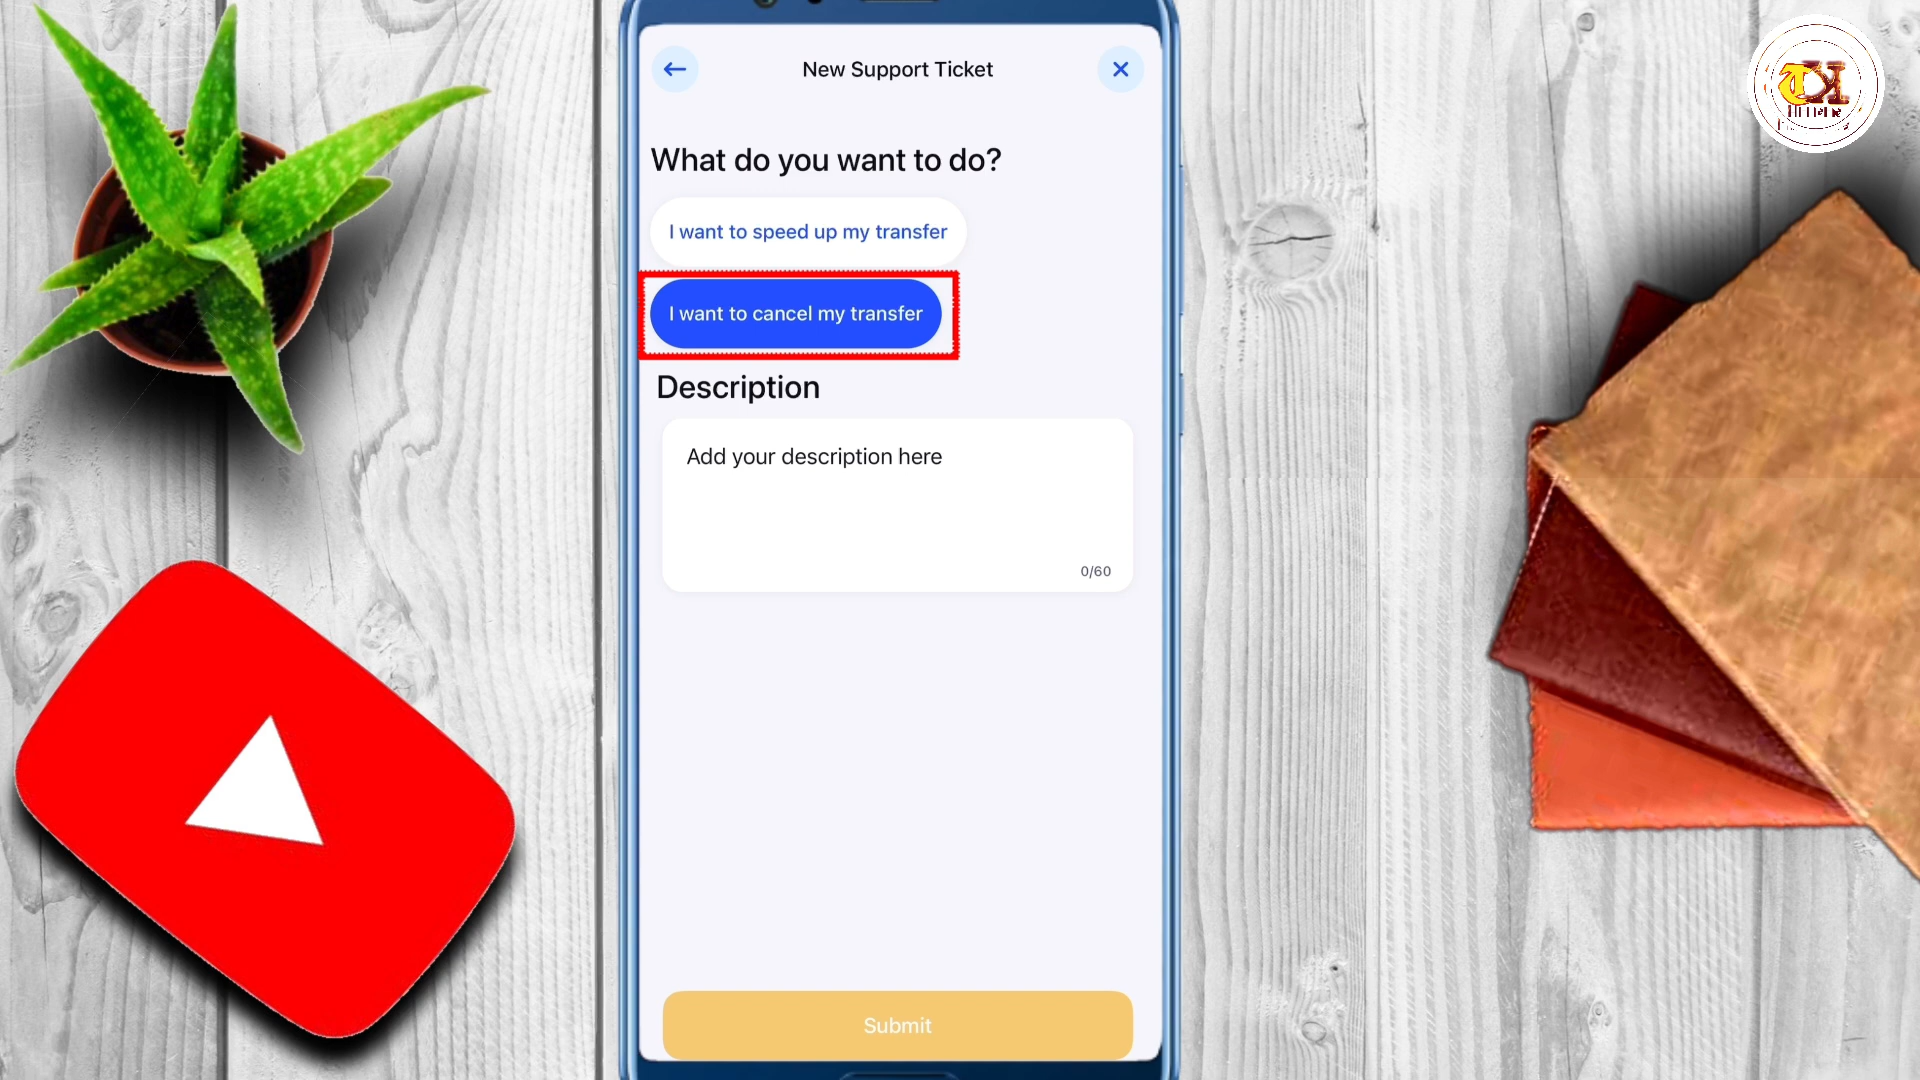 New Support Ticket
What do you want to do?
I want to speed up my transfer
I want to cancel my transfer
Description
Add your description here
0/60
Submit